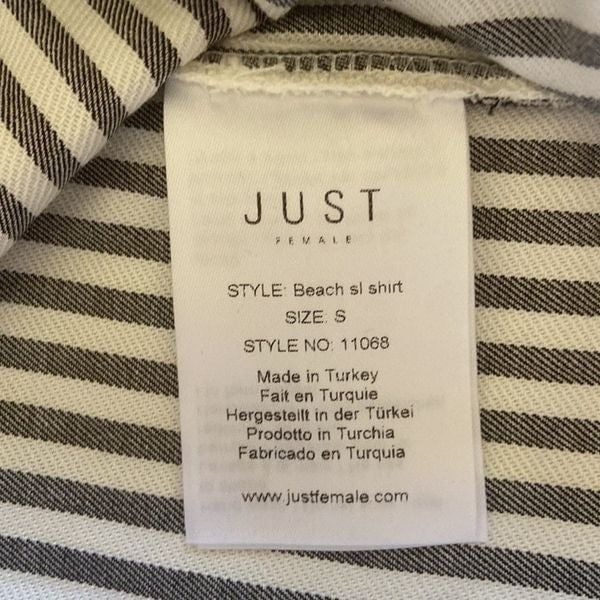 JUST
FEMALE
STYLE: Beach sl shirt
SIZE: S
STYLE NO: 11068
Made in Turkey
Fait en Turquie
Hergestellt in der Türkei
Prodotto in Turchia
Fabricado en Turquia
www.justfemale.com